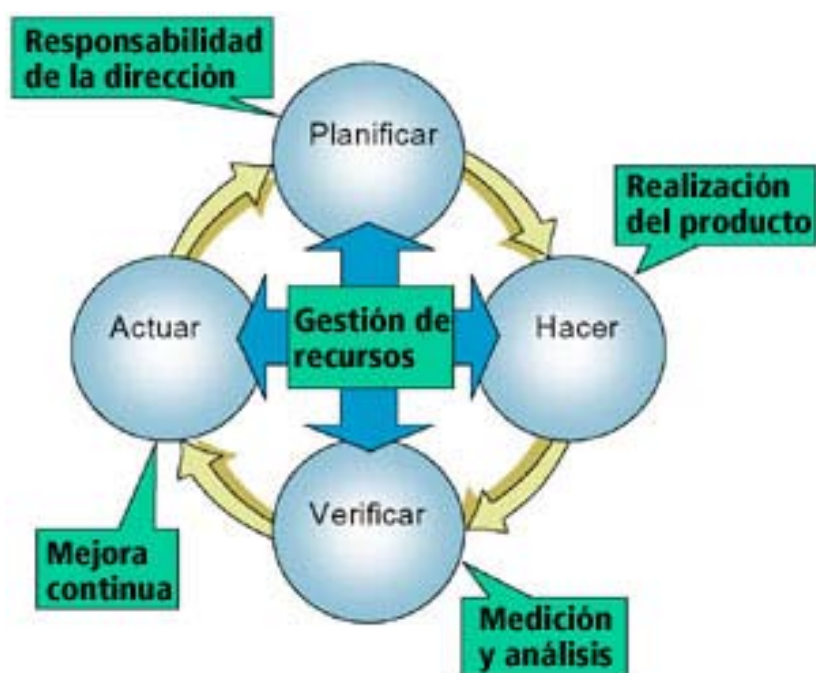 Responsabilidad
de la dirección
Planificar
Realización
del producto
Actuar
Gestión de
recursos
Hacer
Verificar
Mejora
continua
Medición
y análisis